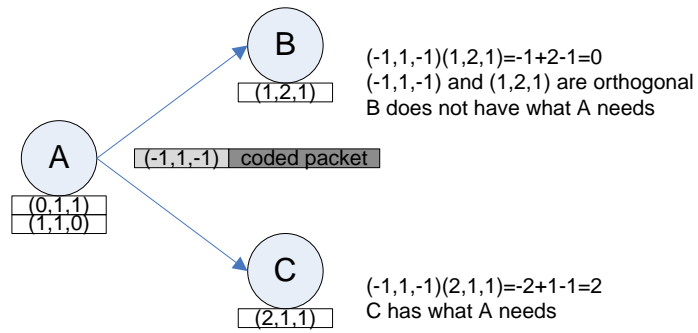 B
(1,2,1)
(-1,1,-1)(1,2,1)=-1+2-1=0
(-1,1,-1) and (1,2,1) are orthogonal
B does not have what A needs
A
(0,1,1)
(1,1,0)
(-1,1,-1) coded packet
C
(2,1,1)
(-1,1,-1)(2,1,1)=-2+1-1=2
C has what A needs